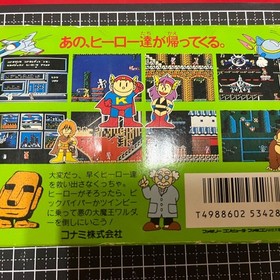 あの、ヒーロー達が帰ってくる。
大変だっ、早くヒーロー達
を救い出さなくっちゃ。
ヒーローがそろったら、ビ
ックバイパーかツインビー
に乗って悪の大魔王ワルダ
ーを倒しにいこう!
コナミ株式会社
T4988602 53428